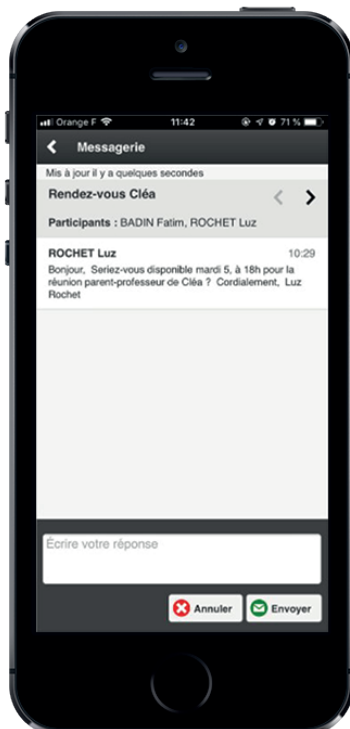 Orange F 11:42 71 %
Messagerie
Mis à jour il y a quelques secondes
Rendez-vous Cléa
Participants : BADIN Fatim, ROCHET Luz
ROCHET Luz 10:29
Bonjour, Seriez-vous disponible mardi 5, à 18h pour la
réunion parent-professeur de Cléa ? Cordialement, Luz
Rochet
Écrire votre réponse
Annuler Envoyer